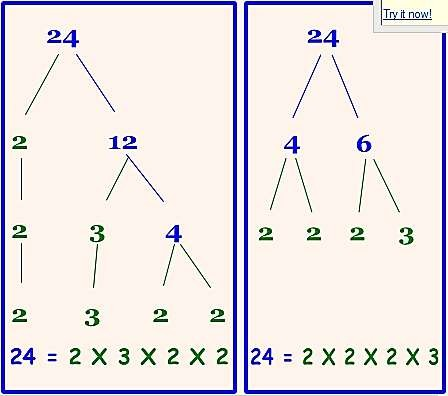 24
2 12
2 3 4
2 3 2 2
24 = 2 X 3 X 2 X 2
Try it now!
24
4 6
2 2 2 3
24 = 2 X 2 X 2 X 3